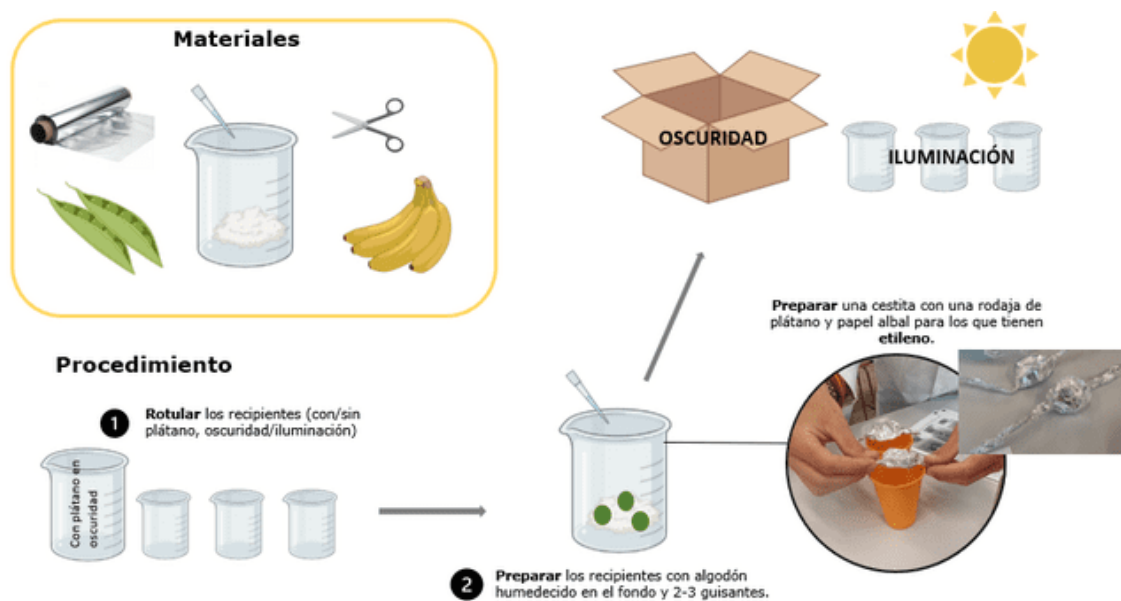 Materiales
OSCURIDAD
ILUMINACIÓN
Preparar una cestita con una rodaja de
plátano y papel albal para los que tienen
etileno.
Procedimiento
1 Rotular los recipientes (con/sin
plátano, oscuridad/iluminación)
Con plátano en
oscuridad
2 Preparar los recipientes con algodón
humedecido en el fondo y 2-3 guisantes.